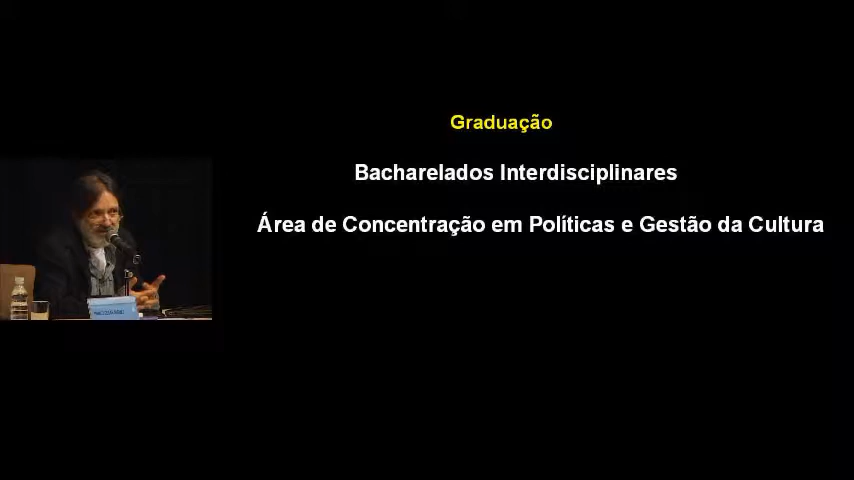 Graduação
Bacharelados Interdisciplinares
Área de Concentração em Políticas e Gestão da Cultura